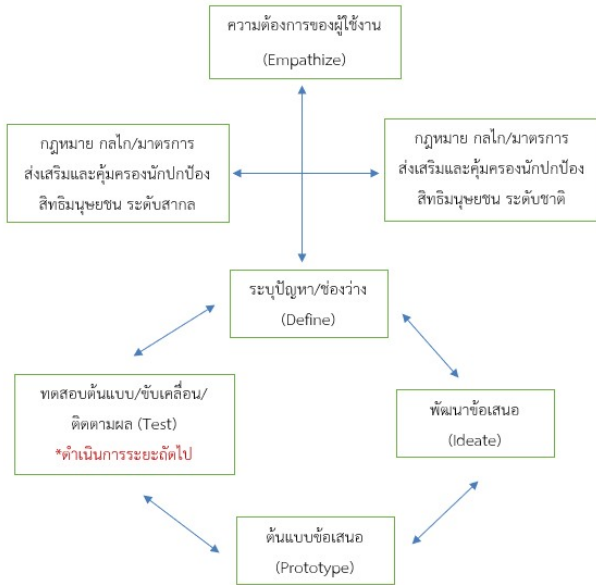 ความต้องการของผู้ใช้งาน
(Empathize)
กฎหมาย กลไก/มาตรการ
ส่งเสริมและคุ้มครองนักปกป้อง
สิทธิมนุษยชน ระดับสากล
กฎหมาย กลไก/มาตรการ
ส่งเสริมและคุ้มครองนักปกป้อง
สิทธิมนุษยชน ระดับชาติ
ระบุปัญหา/ช่องว่าง
(Define)
ทดสอบต้นแบบ/ขับเคลื่อน/
ติดตามผล (Test)
*ดำเนินการระยะถัดไป
พัฒนาข้อเสนอ
(Ideate)
ต้นแบบข้อเสนอ
(Prototype)